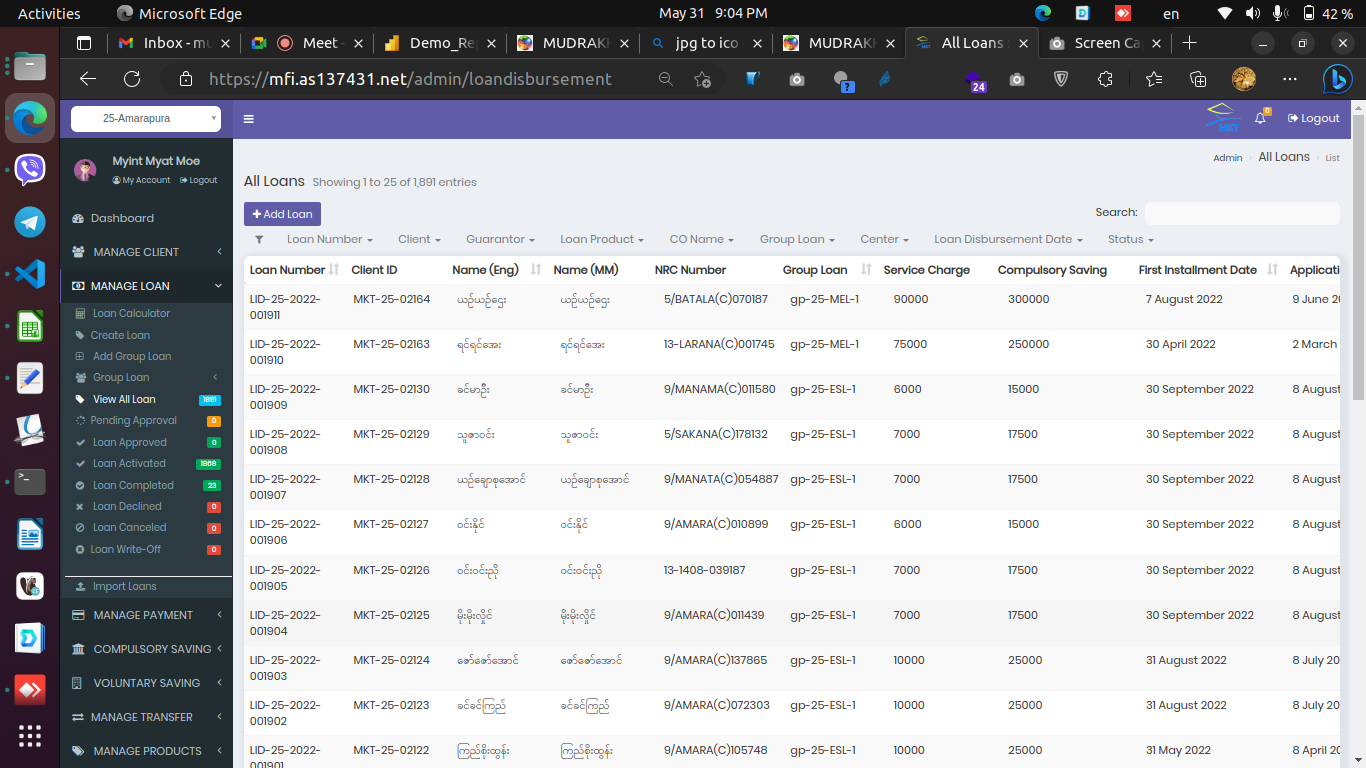 Activities Microsoft Edge May 31 9:04 PM en 42 %
Inbox - mu Meet - Demo_Rep MUDRAKH jpg to ico MUDRAKH All Loans : Screen Ca
https://mfi.as137431.net/admin/loandisbursement ? 24
25-Amarapura MKT 0 Logout
Myint Myat Moe
My Account Logout
Dashboard
MANAGE CLIENT
MANAGE LOAN
Loan Calculator
Create Loan
Add Group Loan
Group Loan
View All Loan 1891
Pending Approval 0
Loan Approved 0
Loan Activated 1868
Loan Completed 23
Loan Declined 0
Loan Canceled 0
Loan Write-Off 0
Import Loans
MANAGE PAYMENT
COMPULSORY SAVING
VOLUNTARY SAVING
MANAGE TRANSFER
MANAGE PRODUCTS
Admin > All Loans > List
All Loans Showing 1 to 25 of 1,891 entries
+ Add Loan Search:
Loan Number Client Guarantor Loan Product CO Name Group Loan Center Loan Disbursement Date Status
Loan Number Client ID Name (Eng) Name (MM) NRC Number Group Loan Service Charge Compulsory Saving First Installment Date Applicati
LID-25-2022- MKT-25-02164 ယဉ်ယဉ်ဌေး ယဉ်ယဉ်ဌေး 5/BATALA(C)070187 gp-25-MEL-1 90000 300000 7 August 2022 9 June 20
001911
LID-25-2022- MKT-25-02163 ရင်ရင်အေး ရင်ရင်အေး 13-LARANA(C)001745 gp-25-MEL-1 75000 250000 30 April 2022 2 March
001910
LID-25-2022- MKT-25-02130 ခင်မာဦး ခင်မာဦး 9/MANAMA(C)011580 gp-25-ESL-1 6000 15000 30 September 2022 8 August
001909
LID-25-2022- MKT-25-02129 သူဇာဝင်း သူဇာဝင်း 5/SAKANA(C)178132 gp-25-ESL-1 7000 17500 30 September 2022 8 August
001908
LID-25-2022- MKT-25-02128 ယဉ်ချောစုအောင် ယဉ်ချောစုအောင် 9/MANATA(C)054887 gp-25-ESL-1 7000 17500 30 September 2022 8 August
001907
LID-25-2022- MKT-25-02127 ဝင်းနိုင် ဝင်းနိုင် 9/AMARA(C)010899 gp-25-ESL-1 6000 15000 30 September 2022 8 August
001906
LID-25-2022- MKT-25-02126 ဝင်းဝင်းညို ဝင်းဝင်းညို 13-1408-039187 gp-25-ESL-1 7000 17500 30 September 2022 8 August
001905
LID-25-2022- MKT-25-02125 မိုးမိုးလှိုင် မိုးမိုးလှိုင် 9/AMARA(C)011439 gp-25-ESL-1 7000 17500 30 September 2022 8 August
001904
LID-25-2022- MKT-25-02124 ဇော်ဇော်အောင် ဇော်ဇော်အောင် 9/AMARA(C)137865 gp-25-ESL-1 10000 25000 31 August 2022 8 July 20
001903
LID-25-2022- MKT-25-02123 ခင်ခင်ကြည် ခင်ခင်ကြည် 9/AMARA(C)072303 gp-25-ESL-1 10000 25000 31 August 2022 8 July 20
001902
LID-25-2022- MKT-25-02122 ကြည်စိုးထွန်း ကြည်စိုးထွန်း 9/AMARA(C)105748 gp-25-ESL-1 10000 25000 31 May 2022 8 April 20
001901